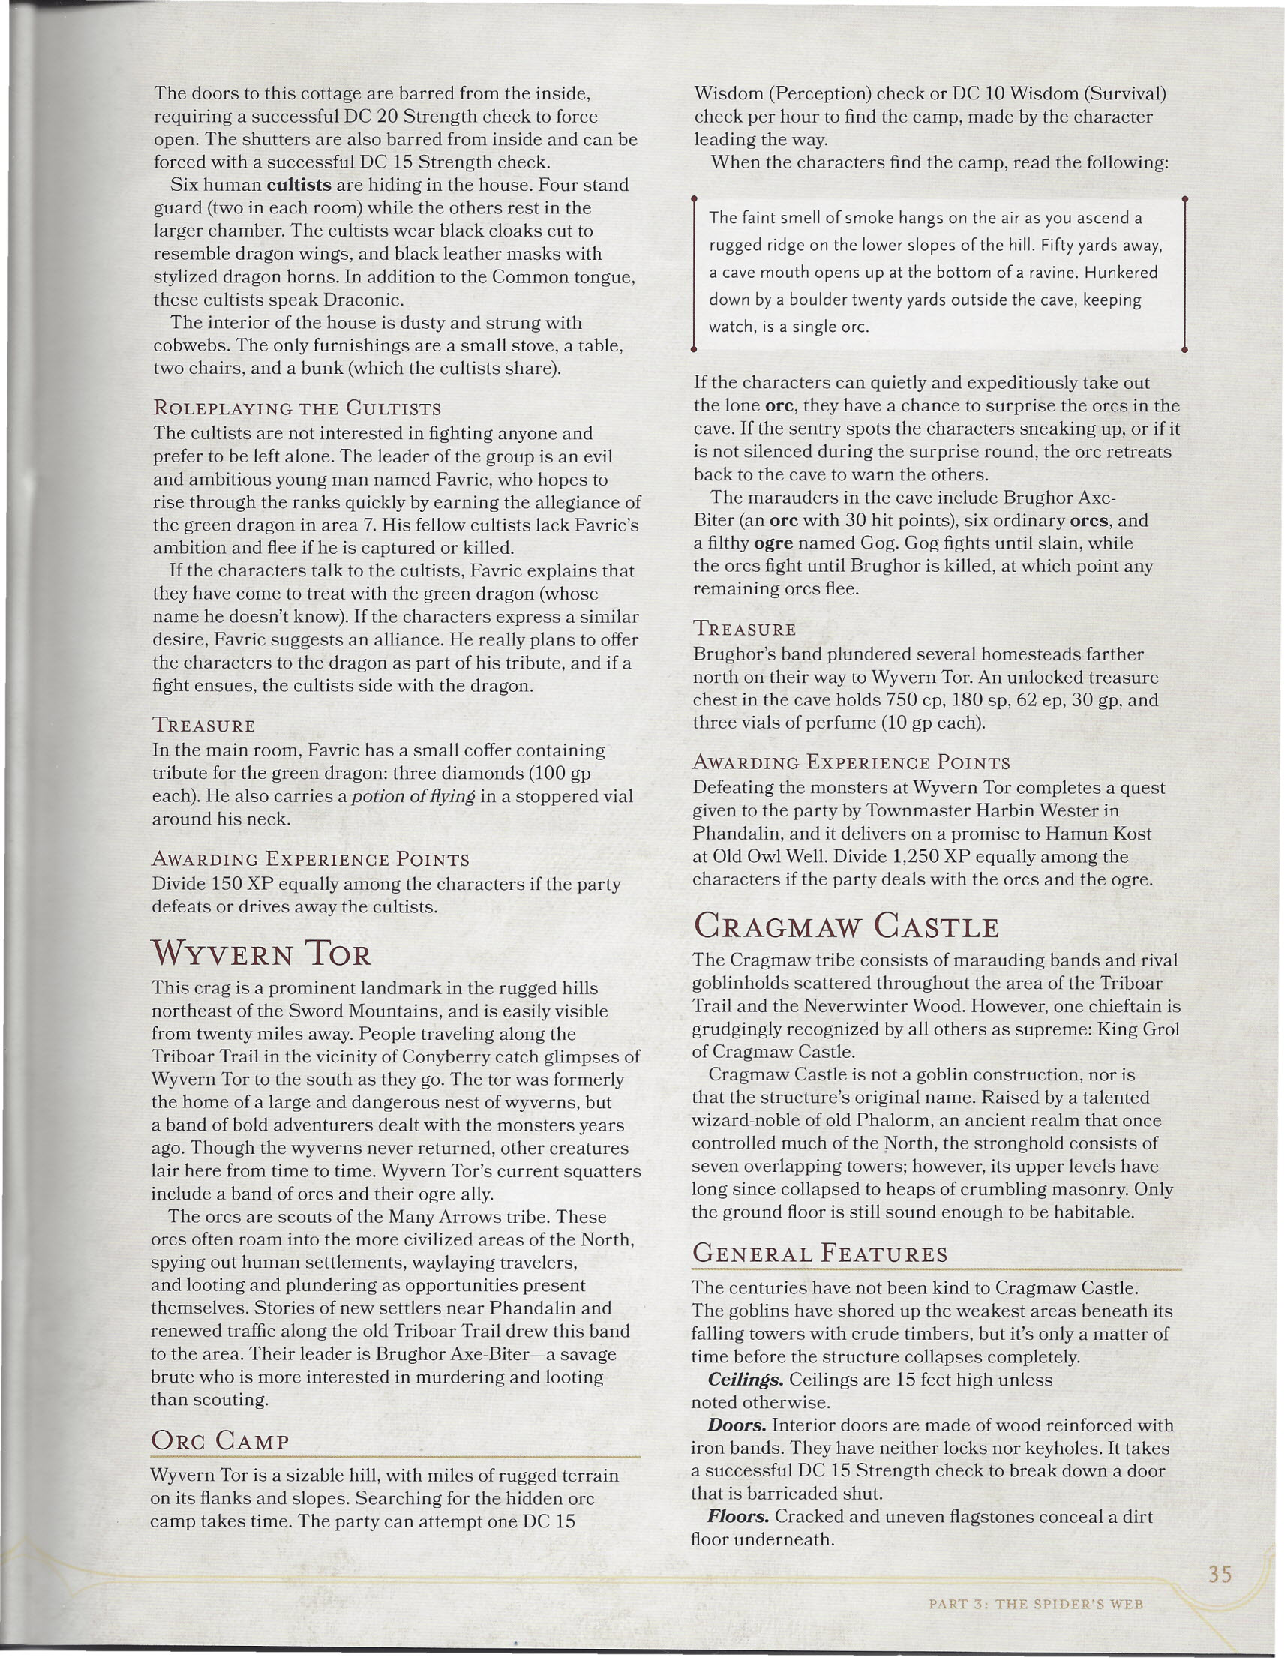 The doors to this cottage are barred from the inside,
requiring a successful DC 20 Strength check to force
open. The shutters are also barred from inside and can be
forced with a successful DC 15 Strength check.
Six human cultists are hiding in the house. Four stand
guard (two in each room) while the others rest in the
larger chamber. The cultists wear black cloaks cut to
resemble dragon wings, and black leather masks with
stylized dragon horns. In addition to the Common tongue,
these cultists speak Draconic.
The interior of the house is dusty and strung with
cobwebs. The only furnishings are a small stove, a table,
two chairs, and a bunk (which the cultists share).
Roleplaying the Cultists
The cultists are not interested in fighting anyone and
prefer to be left alone. The leader of the group is an evil
and ambitious young man named Favric, who hopes to
rise through the ranks quickly by earning the allegiance of
the green dragon in area 7. His fellow cultists lack Favric's
ambition and flee if he is captured or killed.
If the characters talk to the cultists, Favric explains that
they have come to treat with the green dragon (whose
name he doesn't know). If the characters express a similar
desire, Favric suggests an alliance. He really plans to offer
the characters to the dragon as part of his tribute, and if a
fight ensues, the cultists side with the dragon.
Treasure
In the main room, Favric has a small coffer containing
tribute for the green dragon: three diamonds (100 gp
each). He also carries a potion of flying in a stoppered vial
around his neck.
Awarding Experience Points
Divide 150 XP equally among the characters if the party
defeats or drives away the cultists.
Wyvern Tor
This crag is a prominent landmark in the rugged hills
northeast of the Sword Mountains, and is easily visible
from twenty miles away. People traveling along the
Triboar Trail in the vicinity of Conyberry catch glimpses of
Wyvern Tor to the south as they go. The tor was formerly
the home of a large and dangerous nest of wyverns, but
a band of bold adventurers dealt with the monsters years
ago. Though the wyverns never returned, other creatures
lair here from time to time. Wyvern Tor's current squatters
include a band of orcs and their ogre ally.
The orcs are scouts of the Many Arrows tribe. These
orcs often roam into the more civilized areas of the North,
spying out human settlements, waylaying travelers,
and looting and plundering as opportunities present
themselves. Stories of new settlers near Phandalin and
renewed traffic along the old Triboar Trail drew this band
to the area. Their leader is Brughor Axe-Biter—a savage
brute who is more interested in murdering and looting
than scouting.
Orc Camp
Wyvern Tor is a sizable hill, with miles of rugged terrain
on its flanks and slopes. Searching for the hidden orc
camp takes time. The party can attempt one DC 15
Wisdom (Perception) check or DC 10 Wisdom (Survival)
check per hour to find the camp, made by the character
leading the way.
When the characters find the camp, read the following:
The faint smell of smoke hangs on the air as you ascend a
rugged ridge on the lower slopes of the hill. Fifty yards away,
a cave mouth opens up at the bottom of a ravine. Hunkered
down by a boulder twenty yards outside the cave, keeping
watch, is a single orc.
If the characters can quietly and expeditiously take out
the lone orc, they have a chance to surprise the orcs in the
cave. If the sentry spots the characters sneaking up, or if it
is not silenced during the surprise round, the orc retreats
back to the cave to warn the others.
The marauders in the cave include Brughor Axe-
Biter (an orc with 30 hit points), six ordinary orcs, and
a filthy ogre named Gog. Gog fights until slain, while
the orcs fight until Brughor is killed, at which point any
remaining orcs flee.
Treasure
Brughor's band plundered several homesteads farther
north on their way to Wyvern Tor. An unlocked treasure
chest in the cave holds 750 cp, 180 sp, 62 ep, 30 gp, and
three vials of perfume (10 gp each).
Awarding Experience Points
Defeating the monsters at Wyvern Tor completes a quest
given to the party by Townmaster Harbin Wester in
Phandalin, and it delivers on a promise to Hamun Kost
at Old Owl Well. Divide 1,250 XP equally among the
characters if the party deals with the orcs and the ogre.
Cragmaw Castle
The Cragmaw tribe consists of marauding bands and rival
goblinholds scattered throughout the area of the Triboar
Trail and the Neverwinter Wood. However, one chieftain is
grudgingly recognized by all others as supreme: King Grol
of Cragmaw Castle.
Cragmaw Castle is not a goblin construction, nor is
that the structure's original name. Raised by a talented
wizard-noble of old Phalorm, an ancient realm that once
controlled much of the North, the stronghold consists of
seven overlapping towers; however, its upper levels have
long since collapsed to heaps of crumbling masonry. Only
the ground floor is still sound enough to be habitable.
General Features
The centuries have not been kind to Cragmaw Castle.
The goblins have shored up the weakest areas beneath its
falling towers with crude timbers, but it's only a matter of
time before the structure collapses completely.
Ceilings. Ceilings are 15 feet high unless
noted otherwise.
Doors. Interior doors are made of wood reinforced with
iron bands. They have neither locks nor keyholes. It takes
a successful DC 15 Strength check to break down a door
that is barricaded shut.
Floors. Cracked and uneven flagstones conceal a dirt
floor underneath.
35
PART 3: THE SPIDER'S WEB